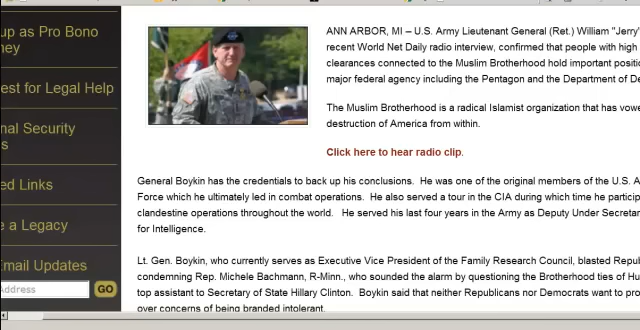 up as Pro Bono
ney
est for Legal Help
nal Security
s
ed Links
e a Legacy
Email Updates
Address
GO
ANN ARBOR, MI – U.S. Army Lieutenant General (Ret.) William "Jerry"
recent World Net Daily radio interview, confirmed that people with high
clearances connected to the Muslim Brotherhood hold important positi
major federal agency including the Pentagon and the Department of De
The Muslim Brotherhood is a radical Islamist organization that has vowe
destruction of America from within.
Click here to hear radio clip.
General Boykin has the credentials to back up his conclusions.  He was one of the original members of the U.S. A
Force which he ultimately led in combat operations.  He also served a tour in the CIA during which time he particip
clandestine operations throughout the world.  He served his last four years in the Army as Deputy Under Secretar
for Intelligence.
Lt. Gen. Boykin, who currently serves as Executive Vice President of the Family Research Council, blasted Repub
condemning Rep. Michele Bachmann, R-Minn., who sounded the alarm by questioning the Brotherhood ties of Hu
top assistant to Secretary of State Hillary Clinton.  Boykin said that neither Republicans nor Democrats want to pro
over concerns of being branded intolerant.